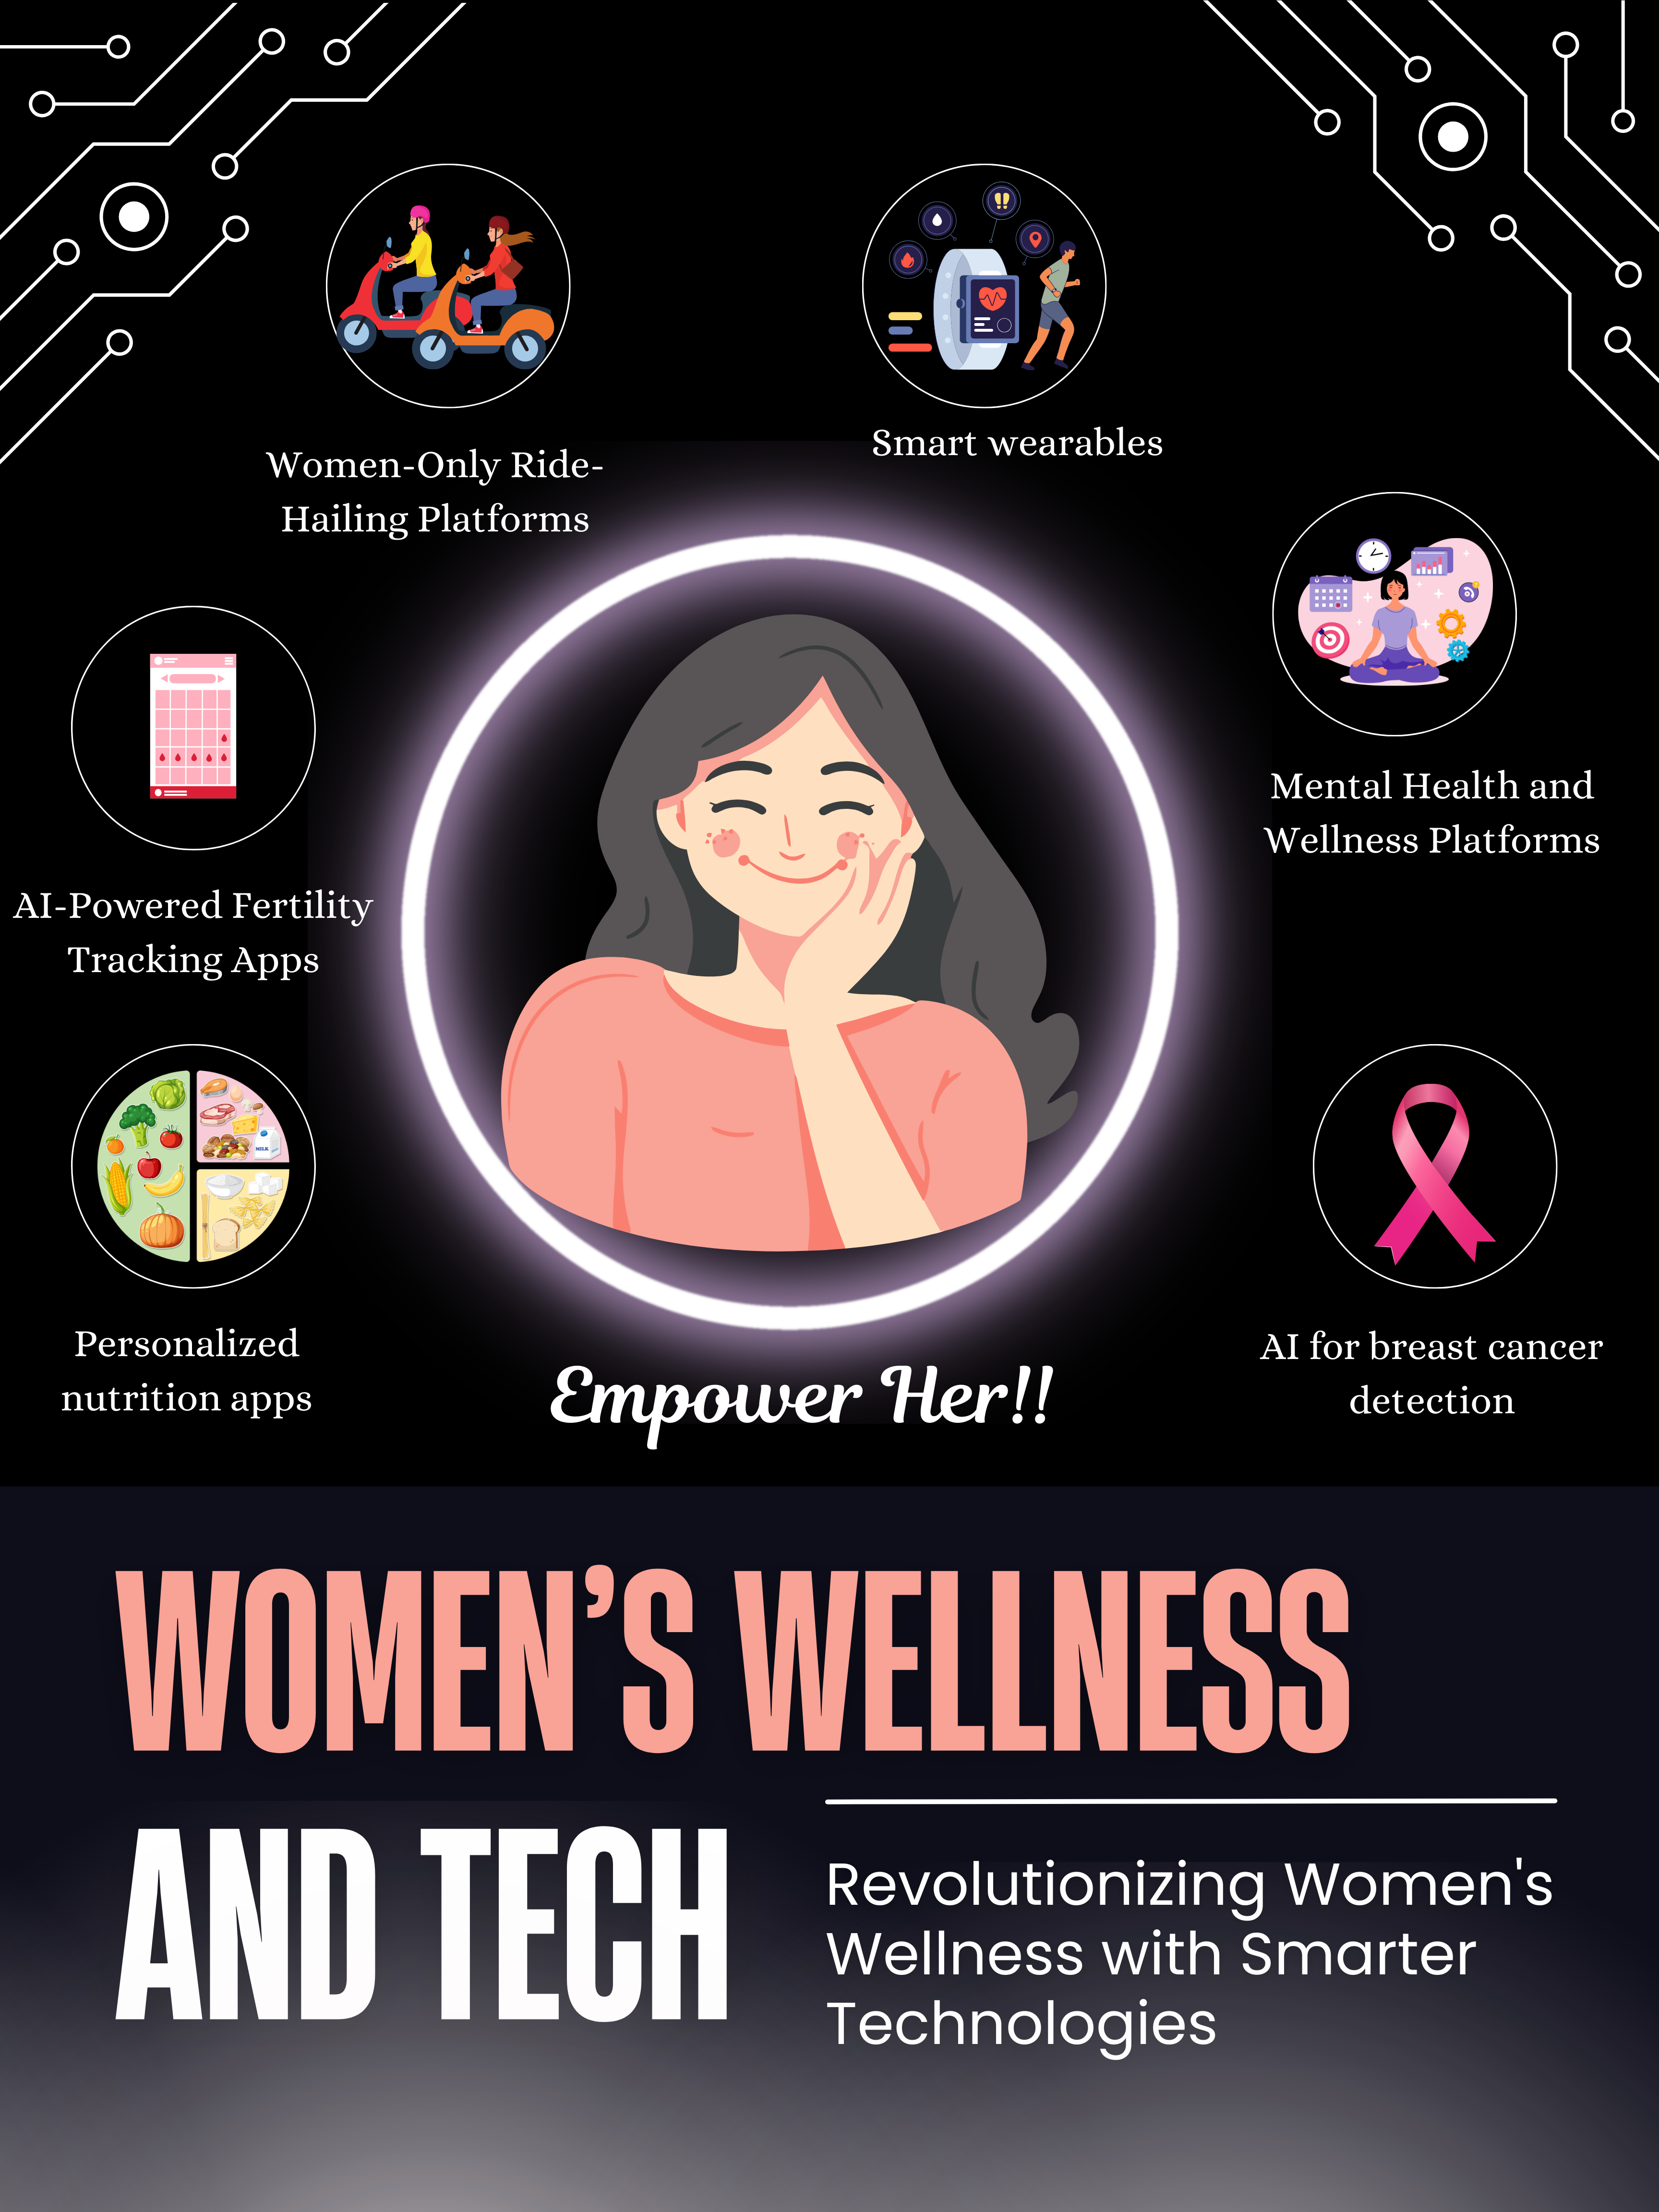 Women-Only Ride-
Hailing Platforms
Smart wearables
Mental Health and
Wellness Platforms
AI-Powered Fertility
Tracking Apps
MILK
Personalized
nutrition apps
AI for breast cancer
detection
Empower Her!!
WOMEN’S WELLNESS
AND TECH
Revolutionizing Women's
Wellness with Smarter
Technologies